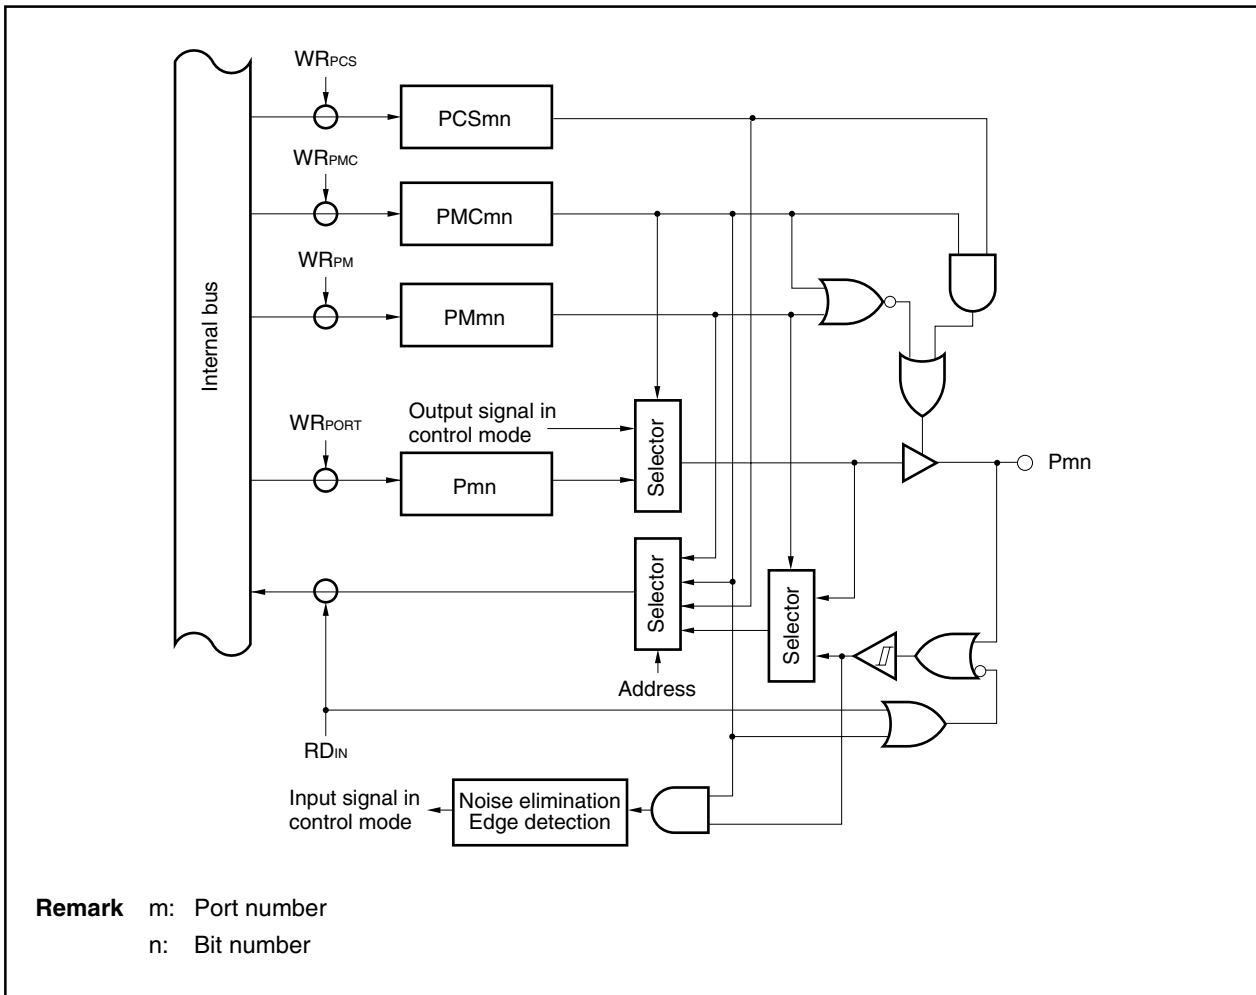 WRPCS
PCSmn
WRPMC
PMCmn
WRPM
PMmn
Internal bus
Output signal in
control mode
WRPORT
Pmn
Selector
Pmn
Selector
Selector
Address
RDIN
Input signal in
control mode
Noise elimination
Edge detection
Remark m: Port number
n: Bit number